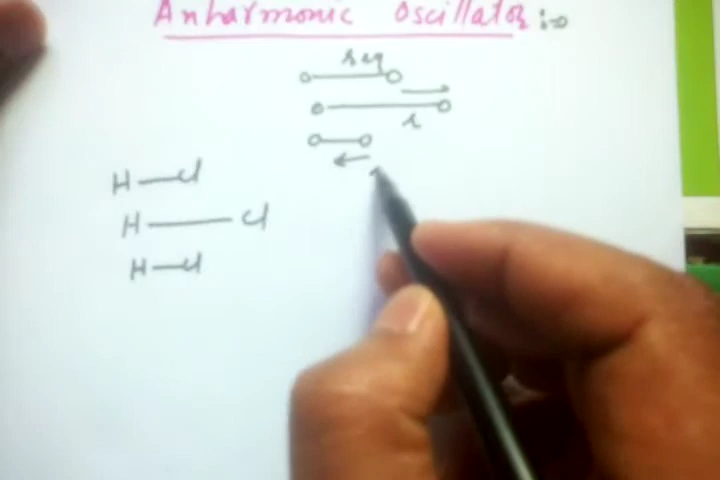 Anharmonic Oscillator :-
req
r
H—Cl
H——Cl
H—Cl